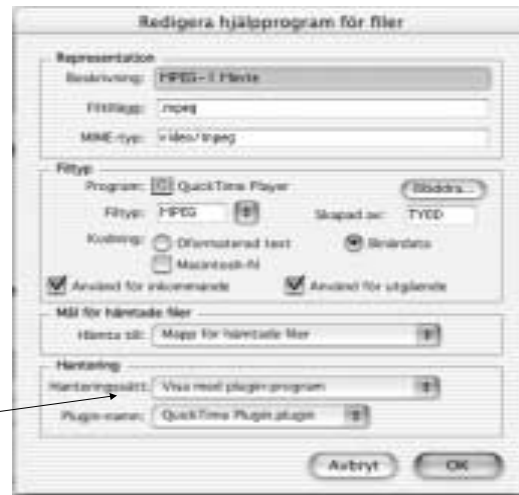 Redigera hjälpprogram för filer
Representation
Beskrivning: MPEG-1 Movie
Filtillägg: .mpeg
MIME-typ: video/mpeg
Filtyp
Program: QuickTime Player Bläddra...
Filtyp: MPEG Skapad av: TVOD
Kodning: Oformaterad text Binärdata
Macintosh-fil
Använd för inkommande Använd för utgående
Mål för hämtade filer
Hämta till: Mapp för hämtade filer
Hantering
Hanteringssätt: Visa med plugin-program
Plugin-namn: QuickTime Plugin.plugin
Avbryt OK